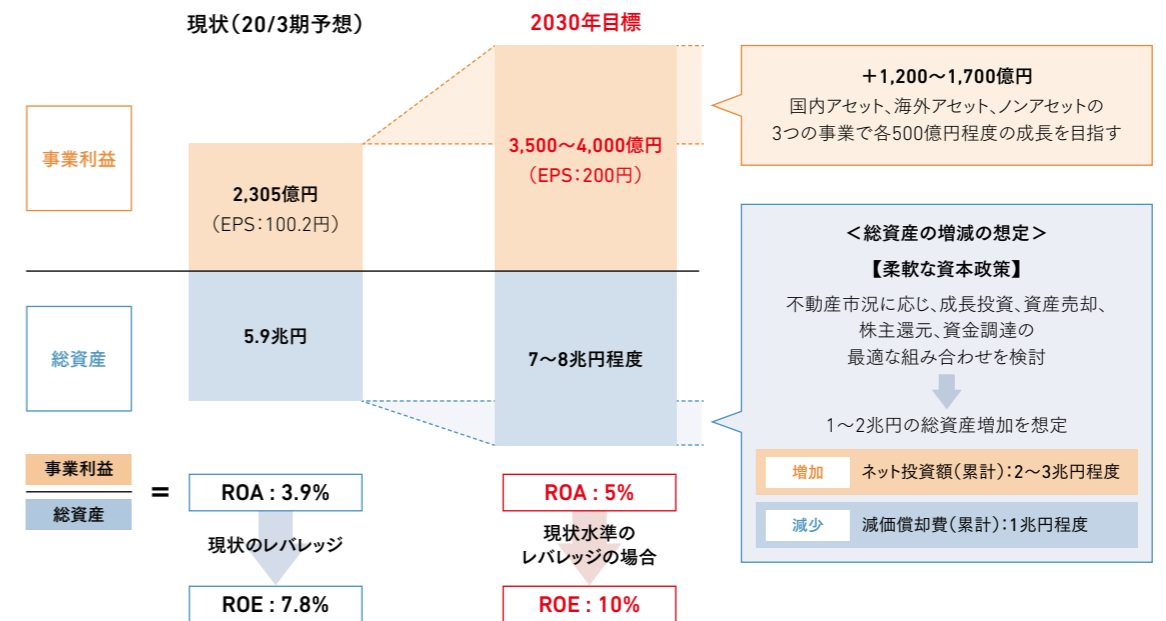 現状（20/3期予想）
2030年目標
事業利益
2,305億円
（EPS：100.2円）
3,500〜4,000億円
（EPS：200円）
＋1,200〜1,700億円
国内アセット、海外アセット、ノンアセットの
3つの事業で各500億円程度の成長を目指す
総資産
5.9兆円
7〜8兆円程度
＜総資産の増減の想定＞
【柔軟な資本政策】
不動産市況に応じ、成長投資、資産売却、
株主還元、資金調達の
最適な組み合わせを検討
1〜2兆円の総資産増加を想定
増加 ネット投資額（累計）：2〜3兆円程度
減少 減価償却費（累計）：1兆円程度
事業利益
総資産
=
ROA : 3.9%
現状のレバレッジ
ROE : 7.8%
ROA : 5%
現状水準の
レバレッジの場合
ROE : 10%